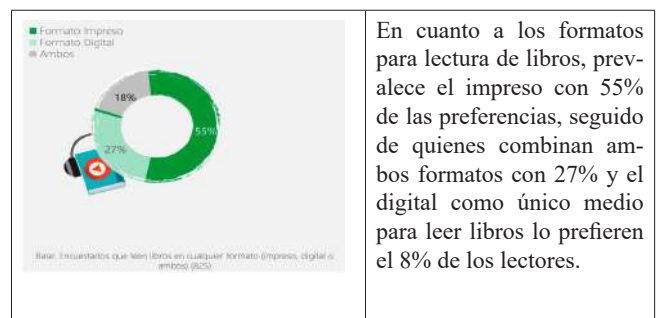 Formato Impreso
Formato Digital
Ambos
18%
55%
27%
Base: Encuestados que leen libros en cualquier formato (impreso, digital o
ambos) (825)
En cuanto a los formatos
para lectura de libros, prev-
alece el impreso con 55%
de las preferencias, seguido
de quienes combinan am-
bos formatos con 27% y el
digital como único medio
para leer libros lo prefieren
el 8% de los lectores.